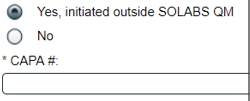 Yes, initiated outside SOLABS QM
No
* CAPA #: